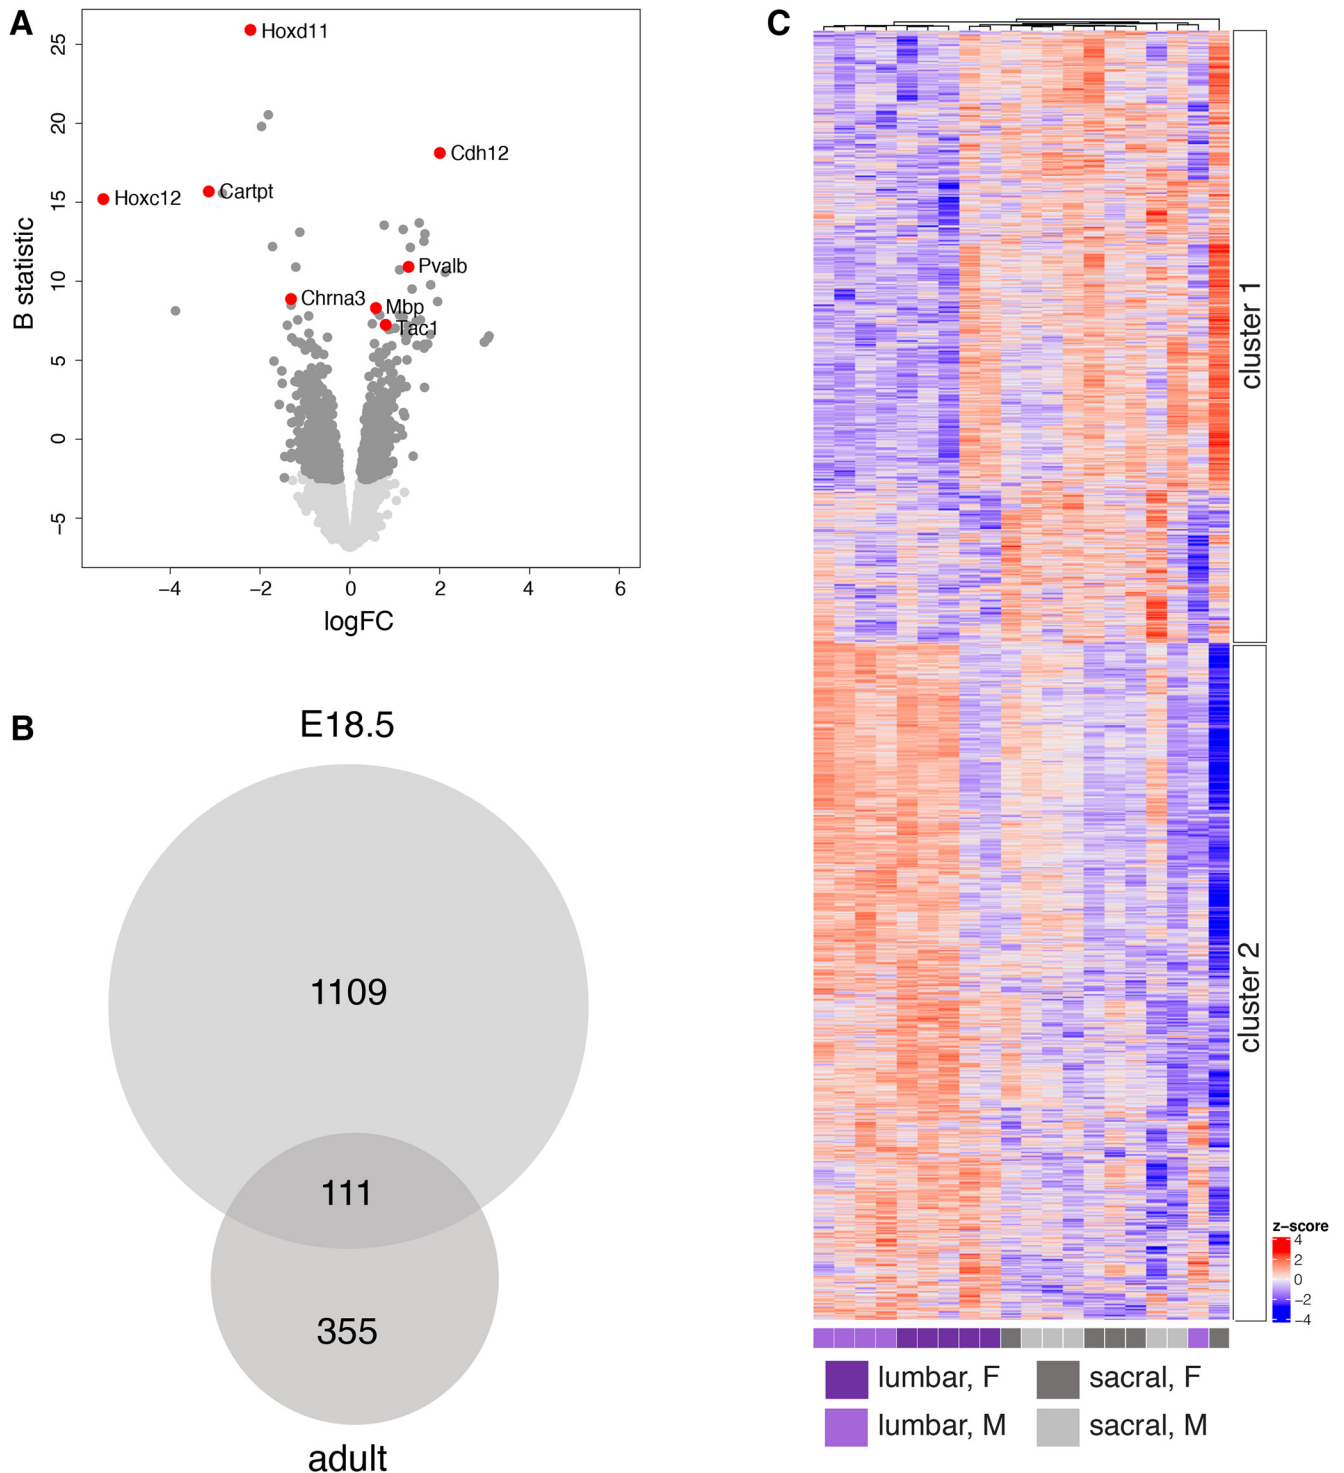 A
25
20
15
10
5
0
−5
B statistic
Hoxd11
Cdh12
Hoxc12
Cartpt
Pvalb
Chrna3
Mbp
Tac1
−4
−2
0
2
4
6
logFC
B
E18.5
1109
111
355
adult
C
cluster 1
cluster 2
z−score
4
2
0
−2
−4
lumbar, F
sacral, F
lumbar, M
sacral, M